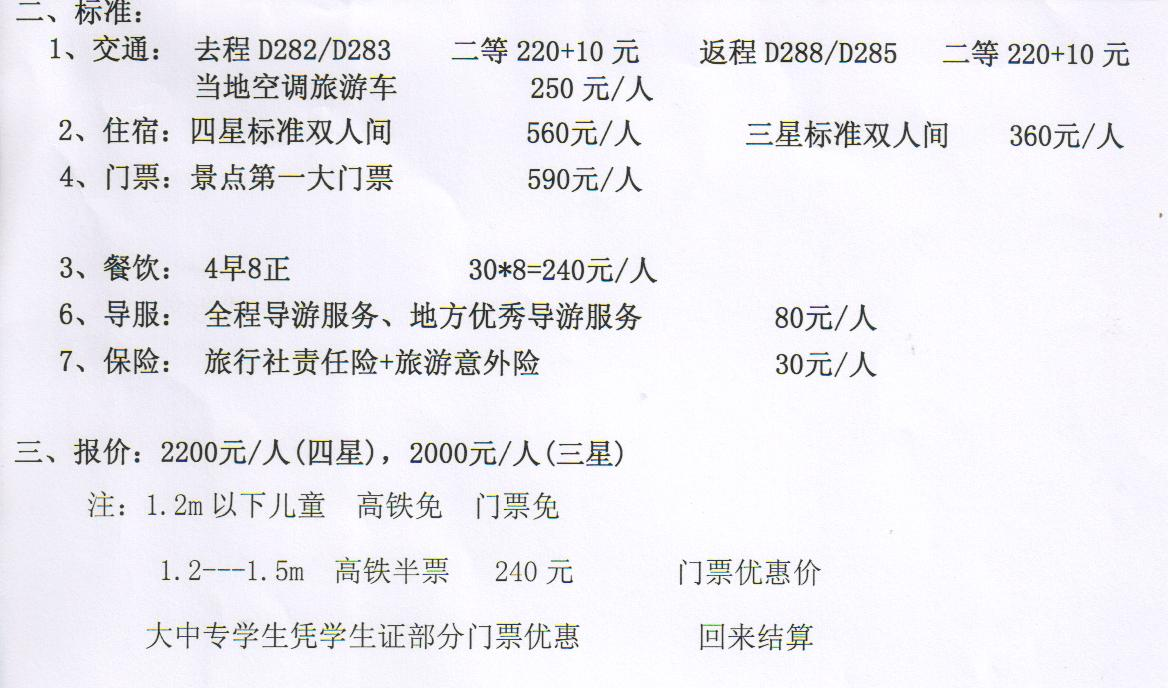 二、标准：
1、交通： 去程 D282/D283 二等 220+10 元 返程 D288/D285 二等 220+10 元
当地空调旅游车 250 元/人
2、住宿：四星标准双人间 560元/人 三星标准双人间 360元/人
4、门票：景点第一大门票 590元/人
3、餐饮： 4早8正 30*8=240元/人
6、导服： 全程导游服务、地方优秀导游服务 80元/人
7、保险： 旅行社责任险+旅游意外险 30元/人
三、报价：2200元/人(四星)，2000元/人(三星)
注：1.2m 以下儿童 高铁免 门票免
1.2---1.5m 高铁半票 240 元 门票优惠价
大中专学生凭学生证部分门票优惠 回来结算